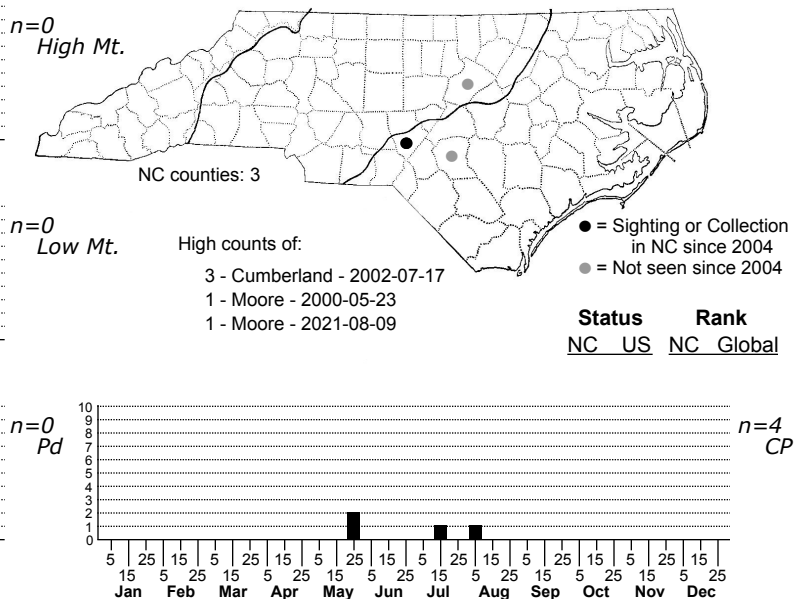 n=0
High Mt.
NC counties: 3
n=0
Low Mt.
High counts of:
3 - Cumberland - 2002-07-17
1 - Moore - 2000-05-23
1 - Moore - 2021-08-09
● = Sighting or Collection
in NC since 2004
● = Not seen since 2004
Status Rank
NC US NC Global
n=0
Pd
n=4
CP
10
9
8
7
6
5
4
3
2
1
0
5 25 15 5 25 15 5 25 15 5 25 15 5 25 15 5 25 15
15 5 25 15 5 25 15 5 25 15 5 25 15 5 25 15 5 25
Jan Feb Mar Apr May Jun Jul Aug Sep Oct Nov Dec